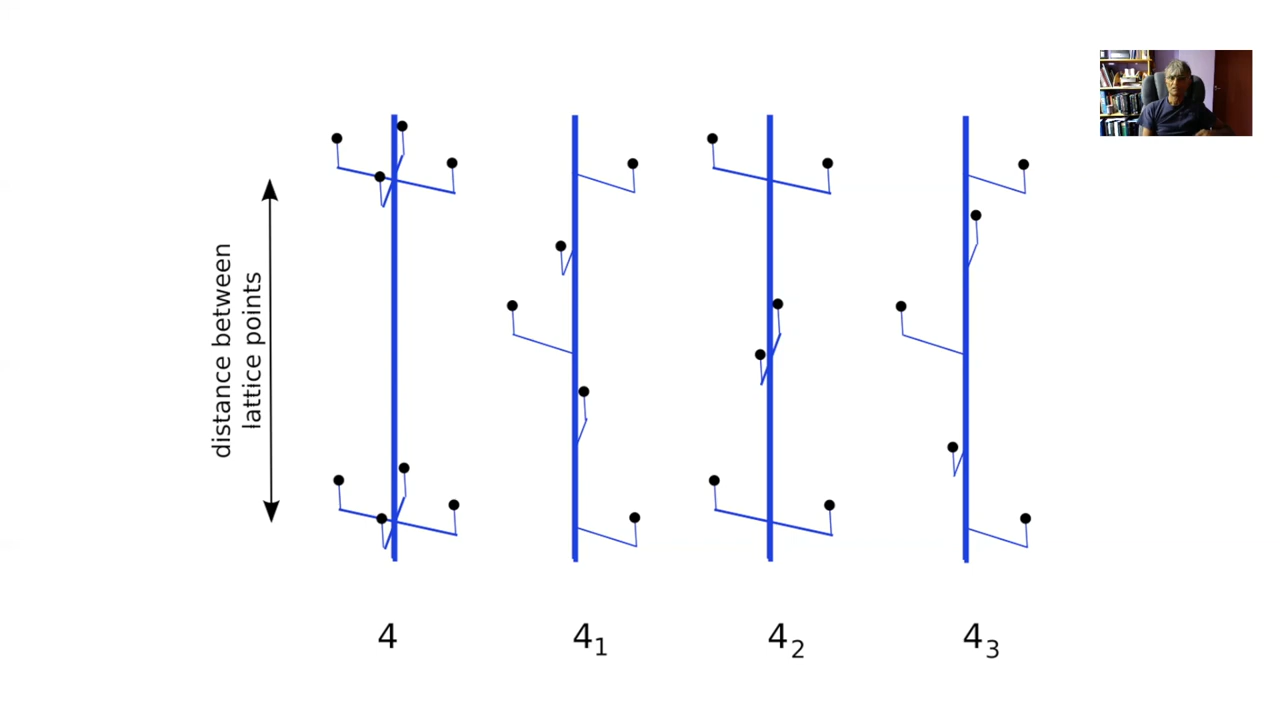 distance between
lattice points
4 4₁ 4₂ 4₃